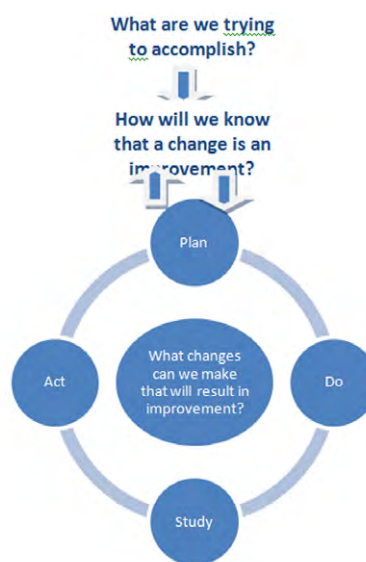 What are we trying
to accomplish?
How will we know
that a change is an
improvement?
Plan
What changes
can we make
that will result in
improvement?
Act
Do
Study